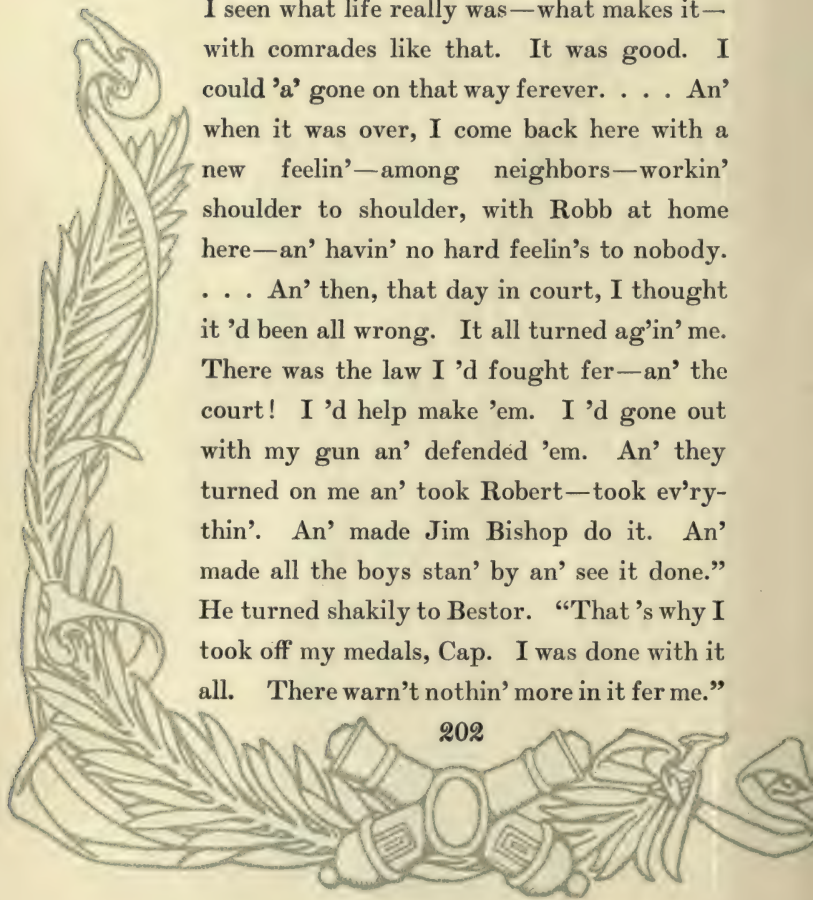 I seen what life really was—what makes it—
with comrades like that. It was good. I
could 'a' gone on that way ferever. . . . An'
when it was over, I come back here with a
new feelin'—among neighbors—workin'
shoulder to shoulder, with Robb at home
here—an' havin' no hard feelin's to nobody.
. . . An' then, that day in court, I thought
it 'd been all wrong. It all turned ag'in' me.
There was the law I 'd fought fer—an' the
court! I 'd help make 'em. I 'd gone out
with my gun an' defended 'em. An' they
turned on me an' took Robert—took ev'ry-
thin'. An' made Jim Bishop do it. An'
made all the boys stan' by an' see it done."
He turned shakily to Bestor. "That 's why I
took off my medals, Cap. I was done with it
all. There warn't nothin' more in it fer me."
202